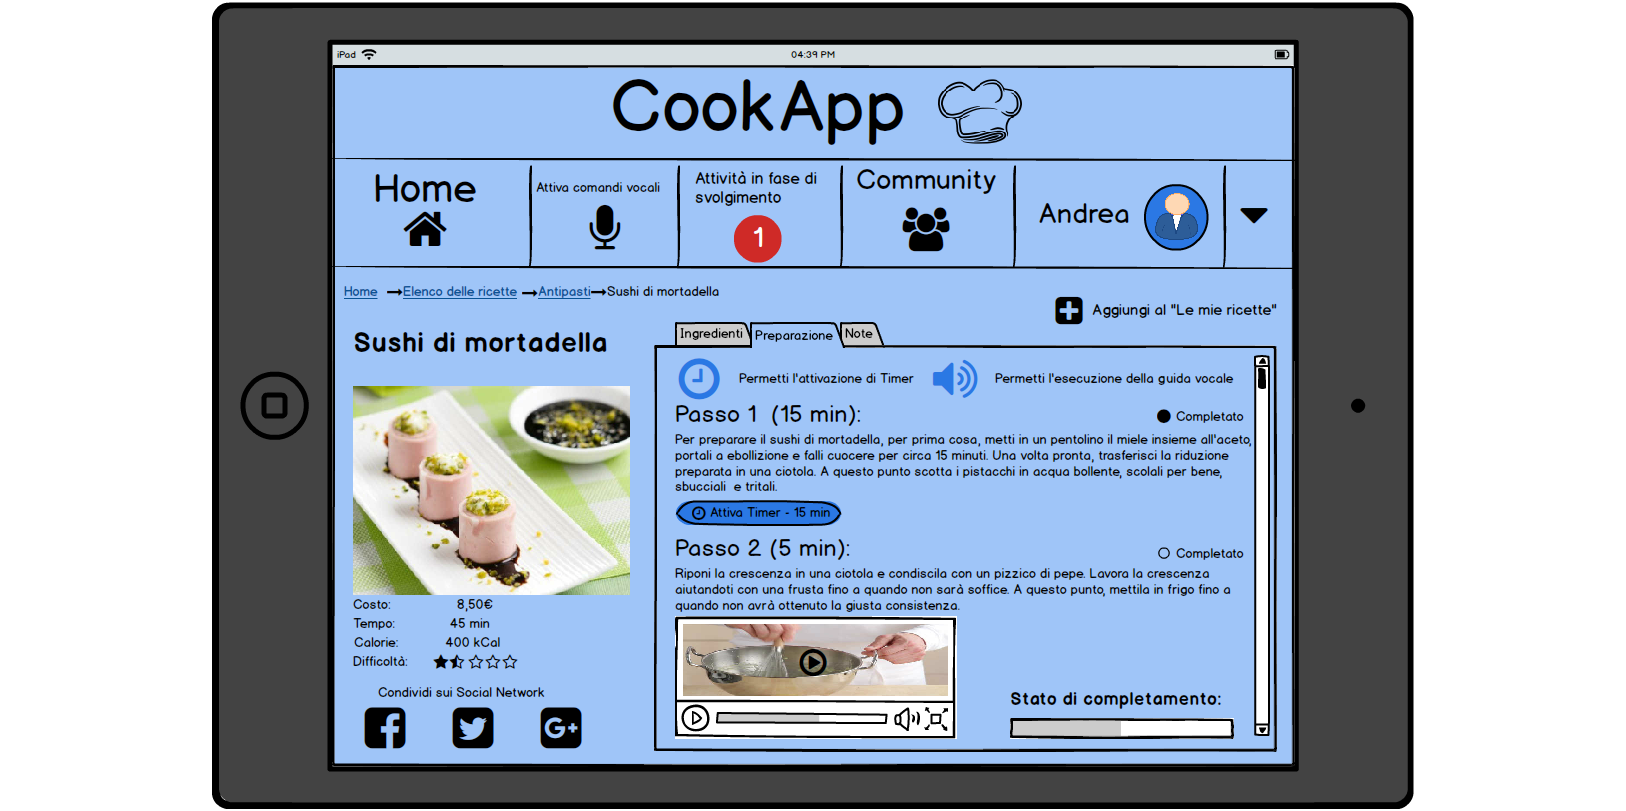 iPad
04:39 PM
CookApp
Home
Attiva comandi vocali
Attività in fase di
svolgimento
1
Community
Andrea
Home Elenco delle ricette Antipasti Sushi di mortadella
Aggiungi al "Le mie ricette"
Sushi di mortadella
Costo: 8,50€
Tempo: 45 min
Calorie: 400 kCal
Difficoltà:
Condividi sui Social Network
f
G+
Ingredienti
Preparazione
Note
Permetti l'attivazione di Timer
Permetti l'esecuzione della guida vocale
Passo 1 (15 min):
Completato
Per preparare il sushi di mortadella, per prima cosa, metti in un pentolino il miele insieme all'aceto,
portali a ebollizione e falli cuocere per circa 15 minuti. Una volta pronta, trasferisci la riduzione
preparata in una ciotola. A questo punto scotta i pistacchi in acqua bollente, scolali per bene,
sbucciali e tritali.
Attiva Timer - 15 min
Passo 2 (5 min):
Completato
Riponi la crescenza in una ciotola e condiscila con un pizzico di pepe. Lavora la crescenza
aiutandoti con una frusta fino a quando non sarà soffice. A questo punto, mettila in frigo fino a
quando non avrà ottenuto la giusta consistenza.
Stato di completamento: